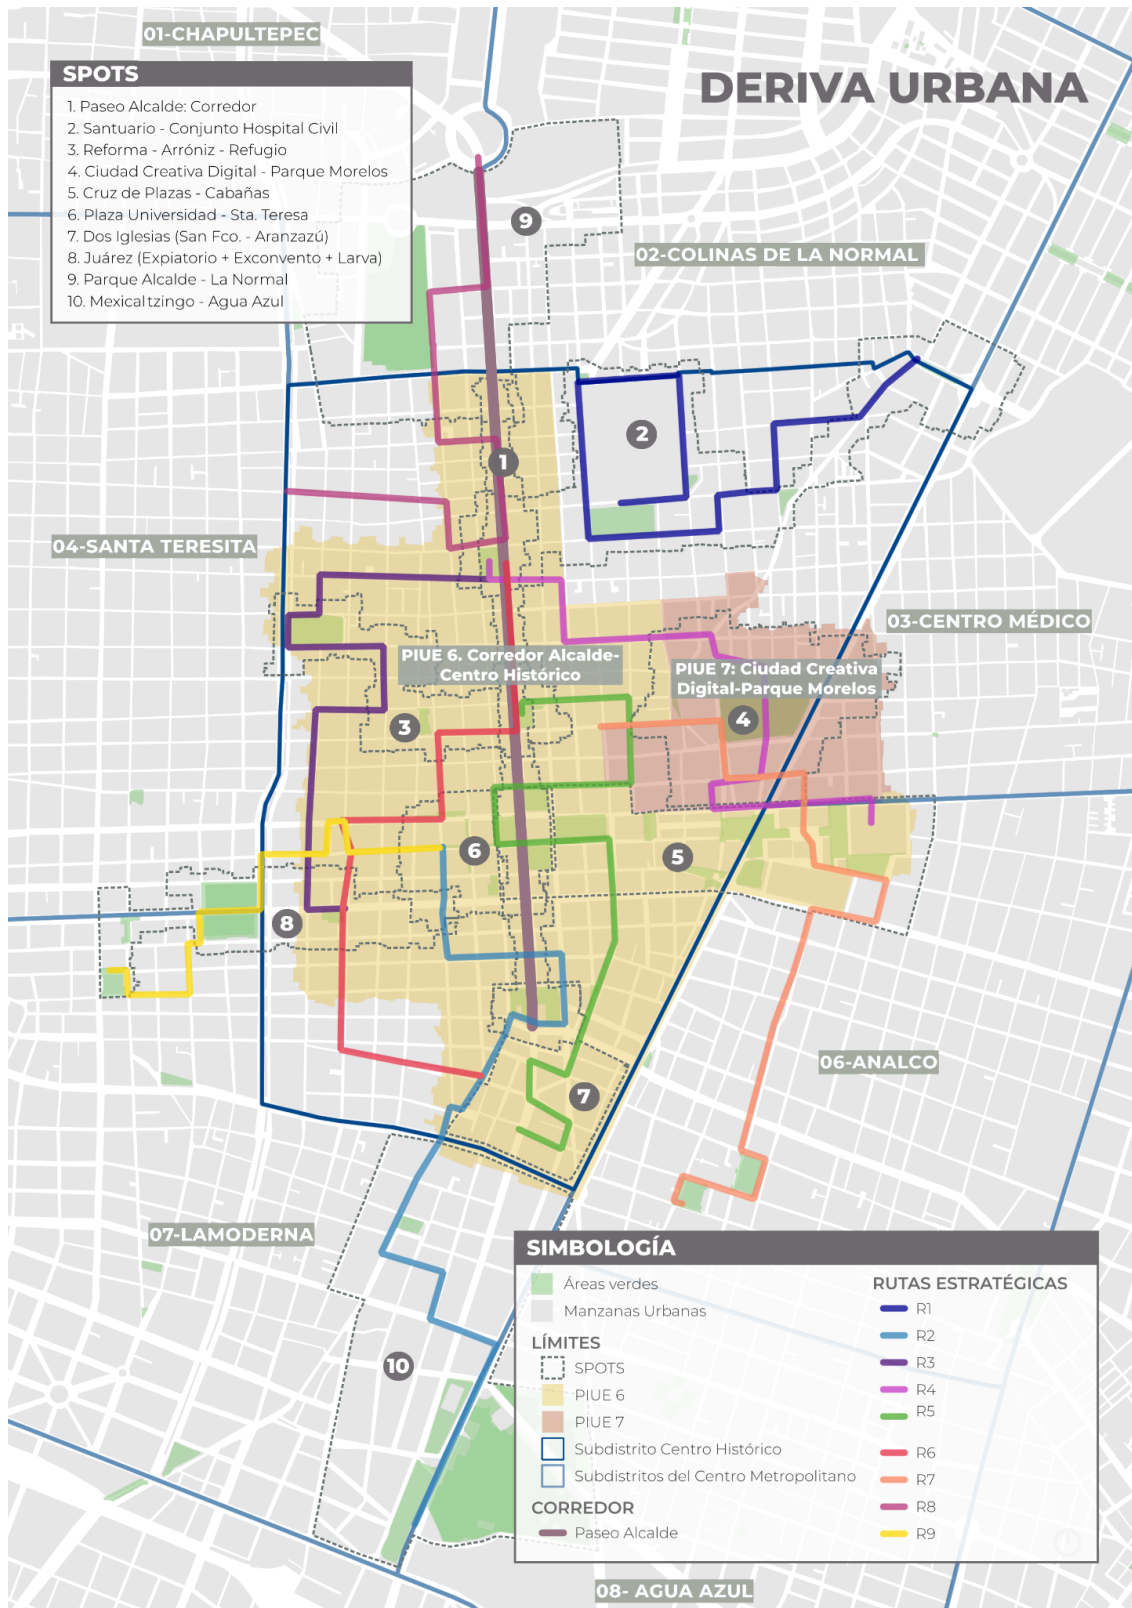 01-CHAPULTEPEC
SPOTS
1. Paseo Alcalde: Corredor
2. Santuario - Conjunto Hospital Civil
3. Reforma - Arróniz - Refugio
4. Ciudad Creativa Digital - Parque Morelos
5. Cruz de Plazas - Cabañas
6. Plaza Universidad - Sta. Teresa
7. Dos Iglesias (San Fco. - Aranzazú)
8. Juárez (Expiatorio + Exconvento + Larva)
9. Parque Alcalde - La Normal
10. Mexicaltzingo - Agua Azul
DERIVA URBANA
9
02-COLINAS DE LA NORMAL
2
1
04-SANTA TERESITA
03-CENTRO MÉDICO
PIUE 6. Corredor Alcalde-
Centro Histórico
PIUE 7: Ciudad Creativa
Digital-Parque Morelos
3
4
6
5
8
06-ANALCO
7
07-LAMODERNA
10
SIMBOLOGÍA
Áreas verdes
Manzanas Urbanas
LÍMITES
SPOTS
PIUE 6
PIUE 7
Subdistrito Centro Histórico
Subdistritos del Centro Metropolitano
CORREDOR
Paseo Alcalde
RUTAS ESTRATÉGICAS
R1
R2
R3
R4
R5
R6
R7
R8
R9
08- AGUA AZUL